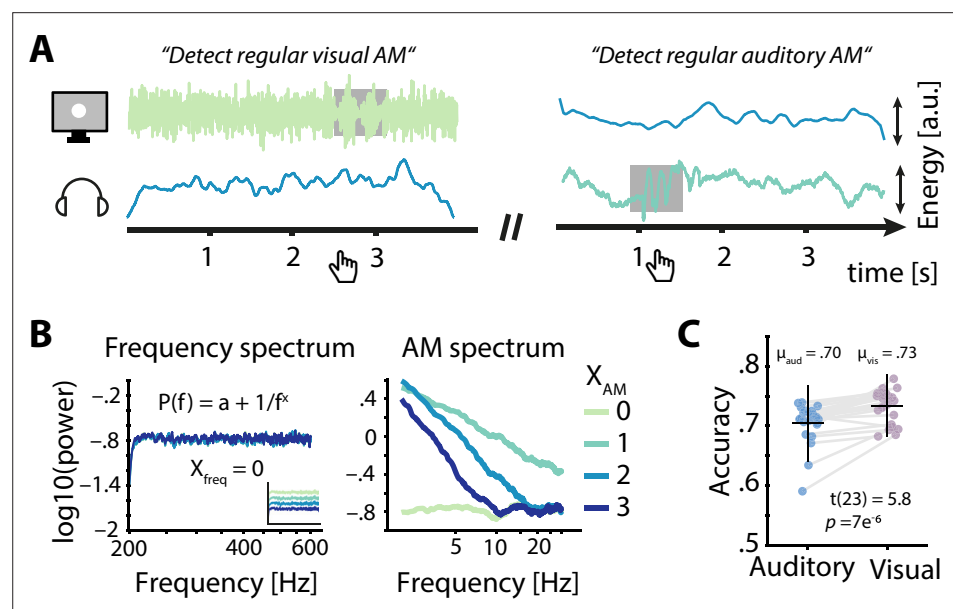 A
“Detect regular visual AM“
“Detect regular auditory AM“
Energy [a.u.]
1 2 3
//
1 2 3
time [s]
B
Frequency spectrum
AM spectrum
log10(power)
−.2
−.8
−1.4
−2
P(f) = a + 1/fˣ
X_freq = 0
200 400 600
Frequency [Hz]
.4
0
−.4
−.8
5 10 20
Frequency [Hz]
X_AM
0
1
2
3
C
Accuracy
.8
.7
.6
.5
μ_aud = .70 μ_vis = .73
t(23) = 5.8
p =7e⁻⁶
Auditory Visual